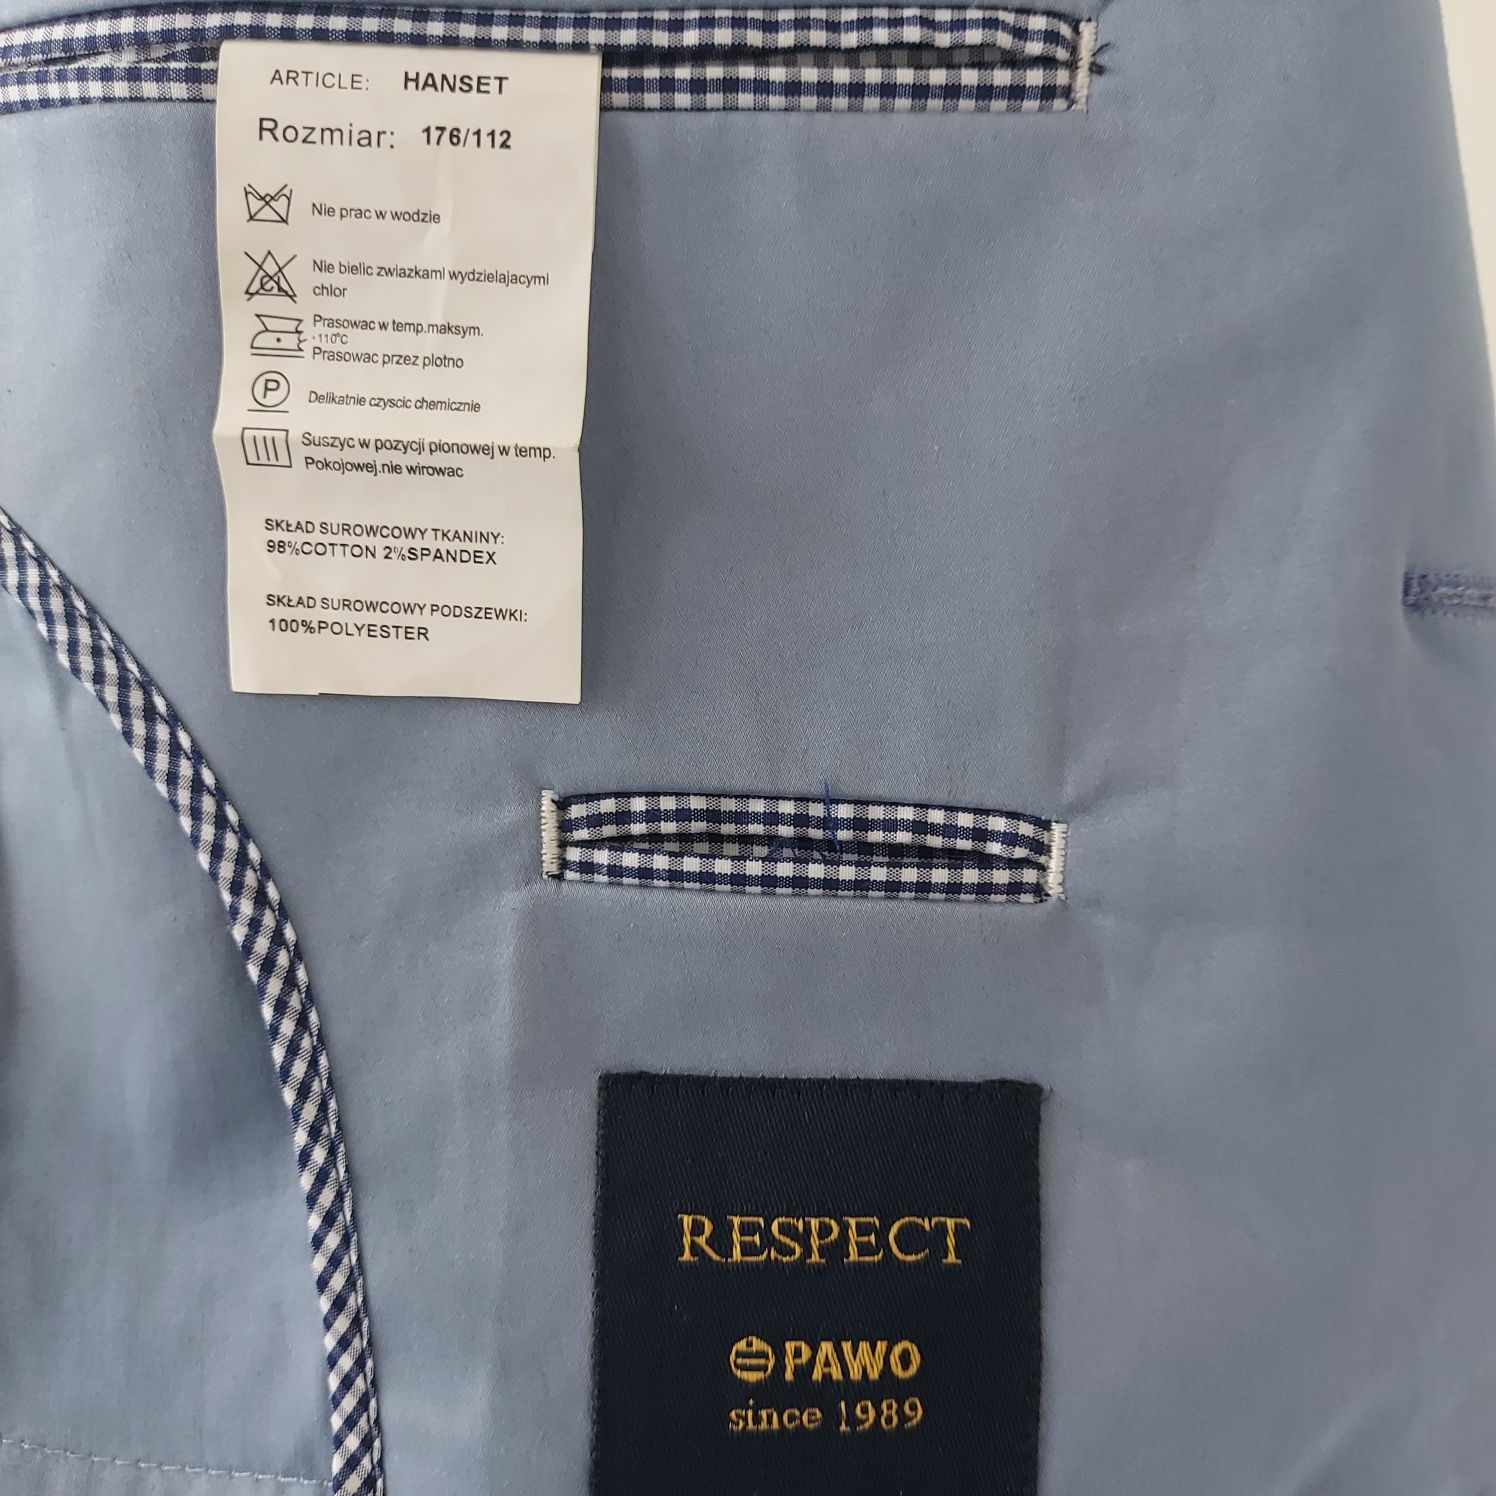 ARTICLE: HANSET
Rozmiar: 176/112
Nie prac w wodzie
CL
Nie bielic zwiazkami wydzielajacymi
chlor
Prasowac w temp.maksym.
·110°C
Prasowac przez plotno
P
Delikatnie czyscic chemicznie
Suszyc w pozycji pionowej w temp.
Pokojowej.nie wirowac
SKŁAD SUROWCOWY TKANINY:
98%COTTON 2%SPANDEX
SKŁAD SUROWCOWY PODSZEWKI:
100%POLYESTER
RESPECT
PAWO
since 1989